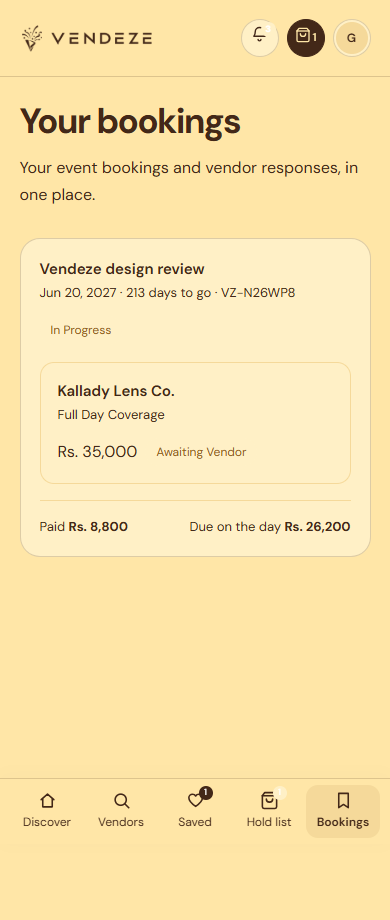 VENDEZE
1
G
Your bookings
Your event bookings and vendor responses, in
one place.
Vendeze design review
Jun 20, 2027 · 213 days to go · VZ-N26WP8
In Progress
Kallady Lens Co.
Full Day Coverage
Rs. 35,000 Awaiting Vendor
Paid Rs. 8,800 Due on the day Rs. 26,200
1
Discover Vendors Saved Hold list Bookings